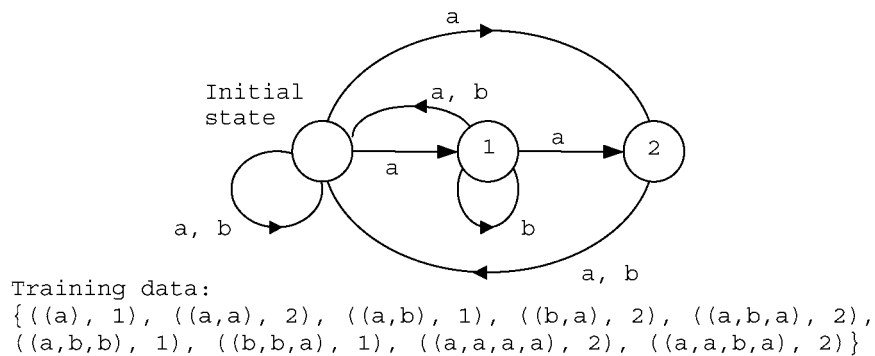 a
Initial
state
a, b
1
2
a
a
a, b
b
a, b
Training data:
{((a), 1), ((a,a), 2), ((a,b), 1), ((b,a), 2), ((a,b,a), 2),
((a,b,b), 1), ((b,b,a), 1), ((a,a,a,a), 2), ((a,a,b,a), 2)}